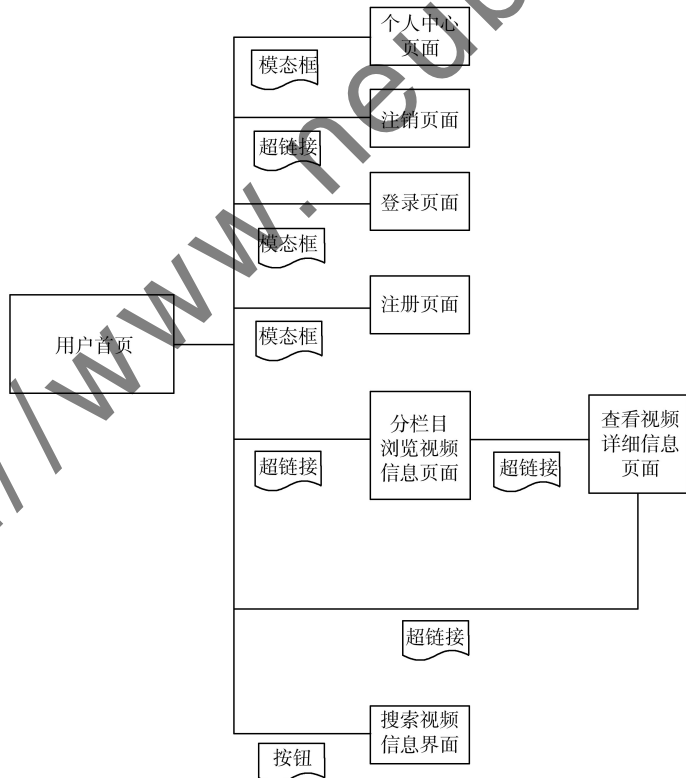 个人中心
页面
模态框
注销页面
超链接
登录页面
模态框
注册页面
模态框
用户首页
分栏目
浏览视频
信息页面
超链接
查看视频
详细信息
页面
超链接
超链接
搜索视频
信息界面
按钮
//www.neub